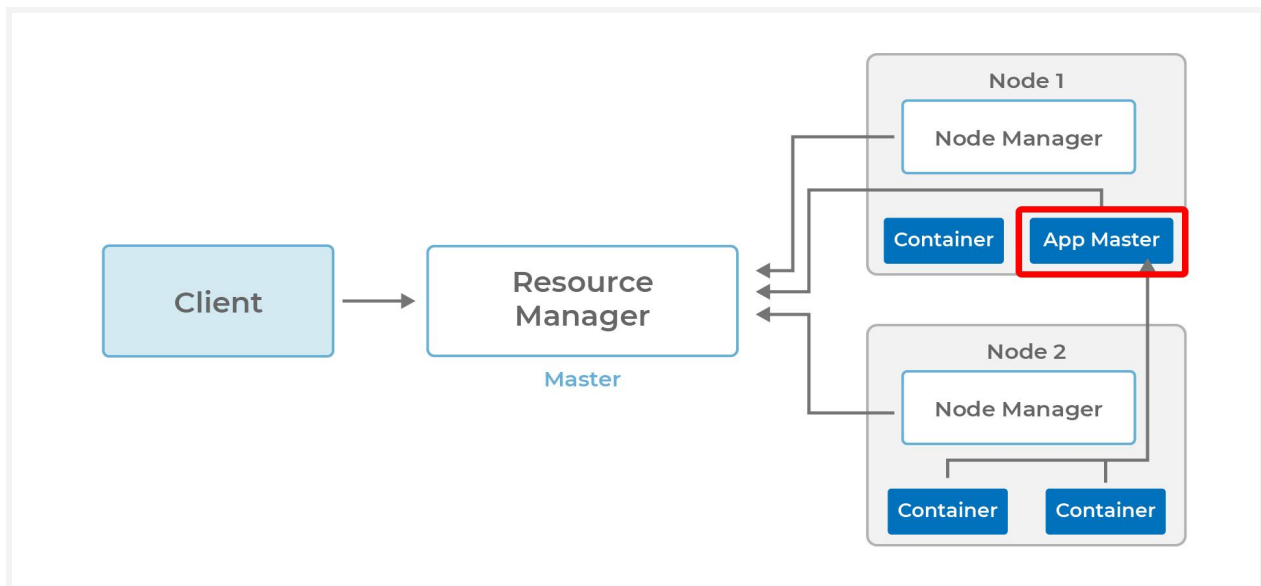 Node 1
Node Manager
Container
App Master
Client
Resource
Manager
Master
Node 2
Node Manager
Container
Container